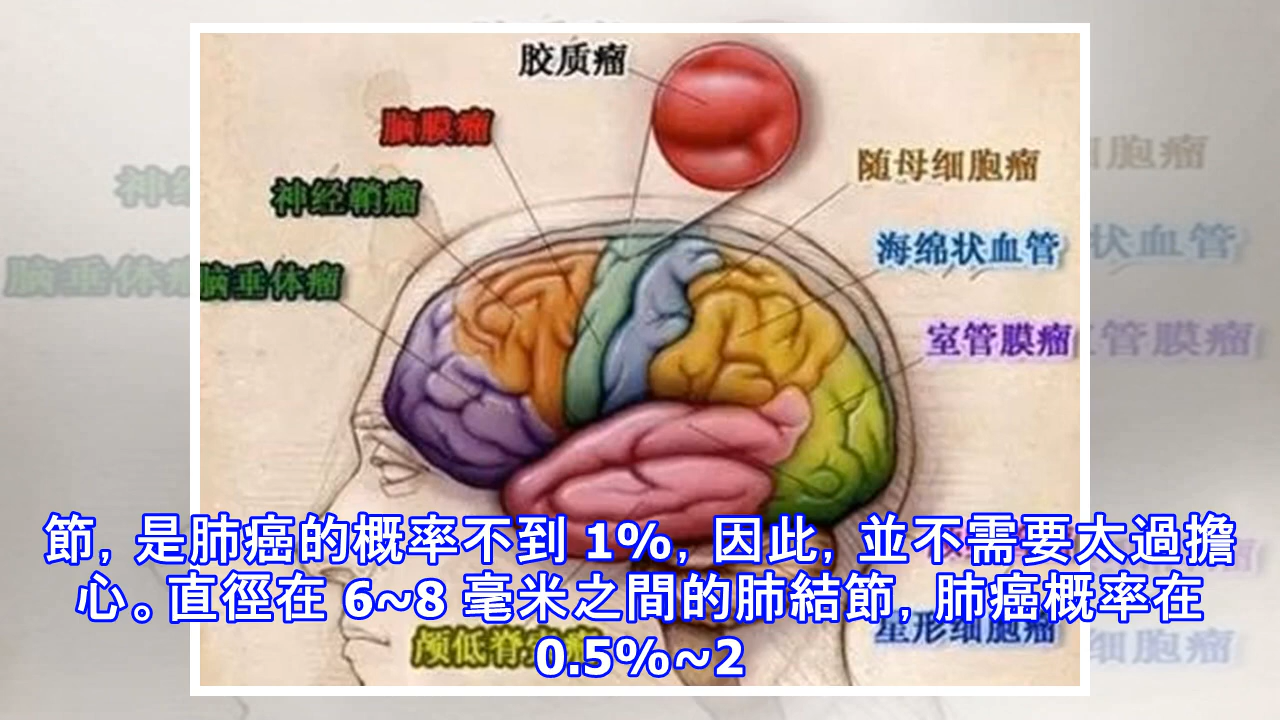 胶质瘤
脑膜瘤
随母细胞瘤
神经鞘瘤
海绵状血管
脑垂体瘤
室管膜瘤
節, 是肺癌的概率不到 1%, 因此, 並不需要太過擔
心。直徑在 6~8 毫米之間的肺結節, 肺癌概率在
0.5%~2
星形细胞瘤
颅低脊